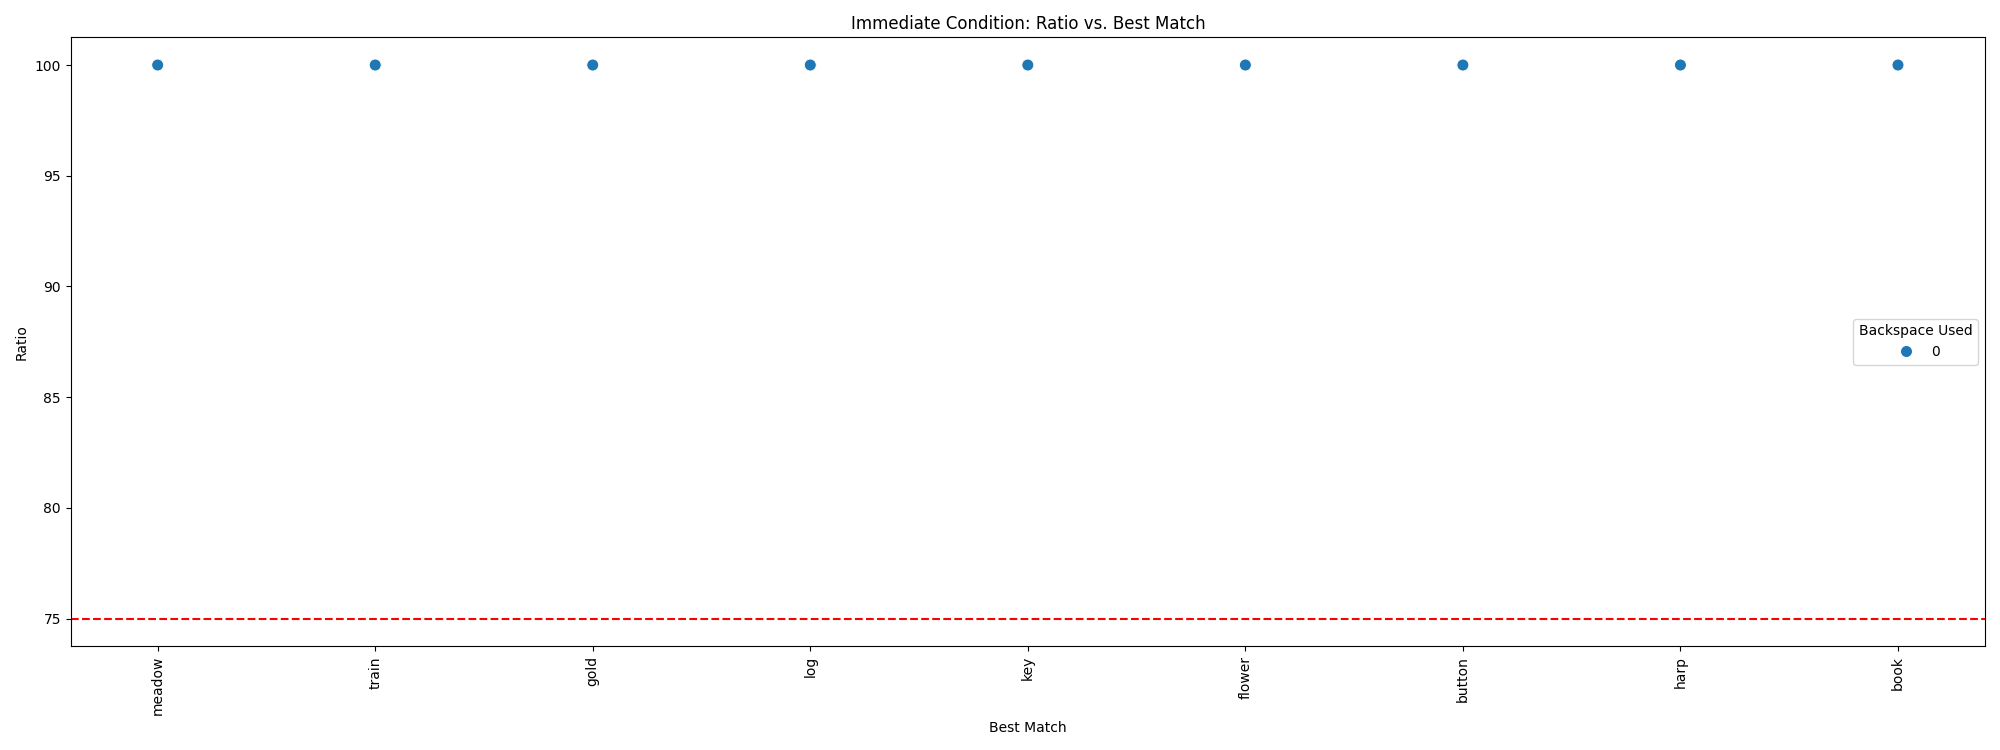 Immediate Condition: Ratio vs. Best Match
100
95
90
85
80
75
Ratio
Backspace Used
0
meadow
train
gold
log
key
flower
button
harp
book
Best Match